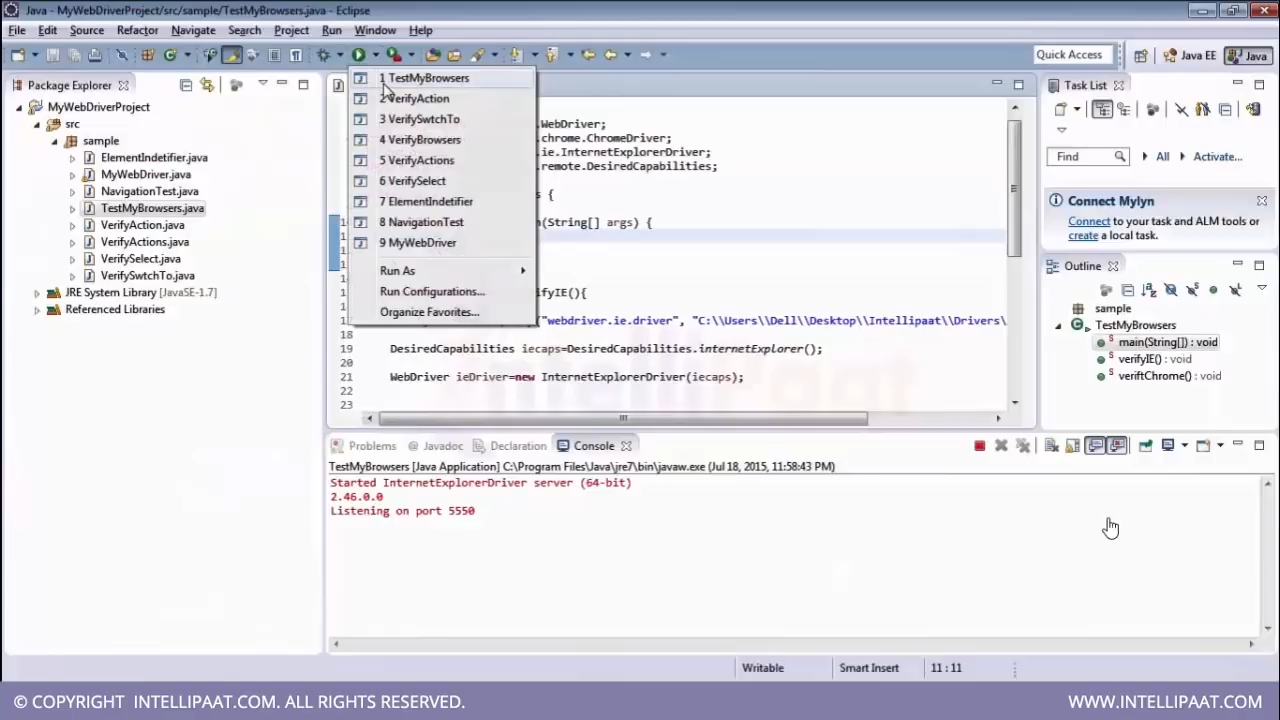 Java - MyWebDriverProject/src/sample/TestMyBrowsers.java - Eclipse
File Edit Source Refactor Navigate Search Project Run Window Help
Quick Access Java EE Java
Package Explorer
MyWebDriverProject
src
sample
ElementIndetifier.java
MyWebDriver.java
NavigationTest.java
TestMyBrowsers.java
VerifyAction.java
VerifyActions.java
VerifySelect.java
VerifySwtchTo.java
JRE System Library [JavaSE-1.7]
Referenced Libraries
1 TestMyBrowsers
2 VerifyAction
3 VerifySwtchTo
4 VerifyBrowsers
5 VerifyActions
6 VerifySelect
7 ElementIndetifier
8 NavigationTest
9 MyWebDriver
Run As
Run Configurations...
Organize Favorites...
.WebDriver;
.chrome.ChromeDriver;
.ie.InternetExplorerDriver;
.remote.DesiredCapabilities;
s {
n(String[] args) {
ifyIE(){
("webdriver.ie.driver", "C:\\Users\\Dell\\Desktop\\Intellipaat\\Drivers\
19 DesiredCapabilities iecaps=DesiredCapabilities.internetExplorer();
20
21 WebDriver ieDriver=new InternetExplorerDriver(iecaps);
22
23
intellipaat
Task List
Find All Activate...
Connect Mylyn
Connect to your task and ALM tools or
create a local task.
Outline
sample
TestMyBrowsers
main(String[]) : void
verifyIE() : void
veriftChrome() : void
Problems @ Javadoc Declaration Console
TestMyBrowsers [Java Application] C:\Program Files\Java\jre7\bin\javaw.exe (Jul 18, 2015, 11:58:43 PM)
Started InternetExplorerDriver server (64-bit)
2.46.0.0
Listening on port 5550
Writable Smart Insert 11 : 11
© COPYRIGHT INTELLIPAAT.COM. ALL RIGHTS RESERVED. WWW.INTELLIPAAT.COM